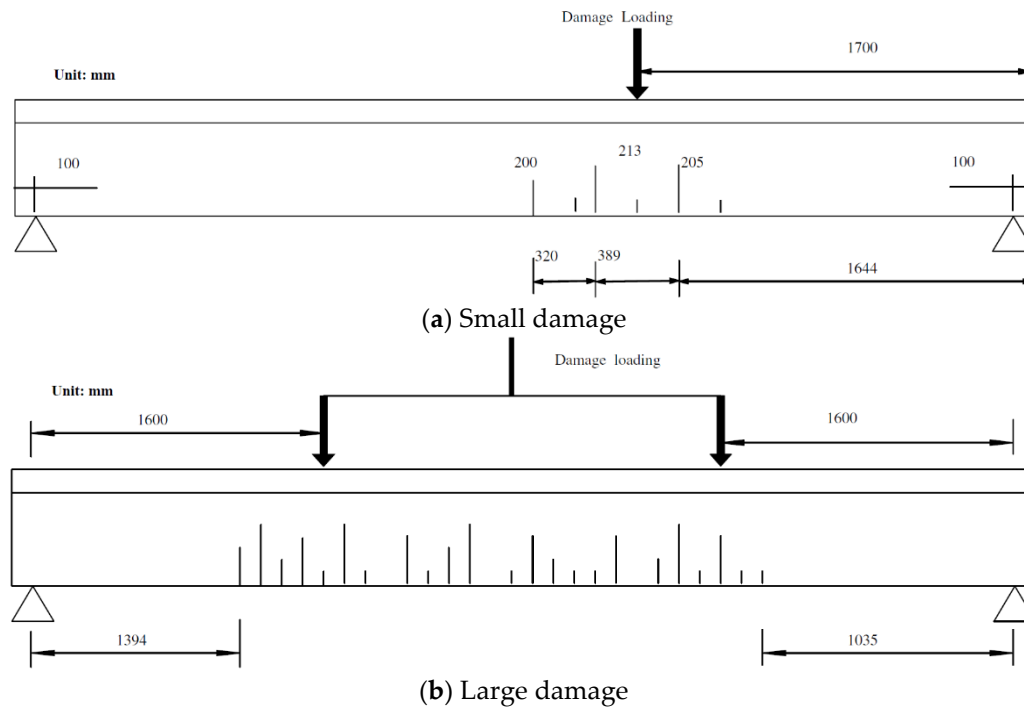 Damage Loading
1700
Unit: mm
100
200
213
205
100
320
389
1644
(a) Small damage
Damage loading
Unit: mm
1600
1600
1394
1035
(b) Large damage